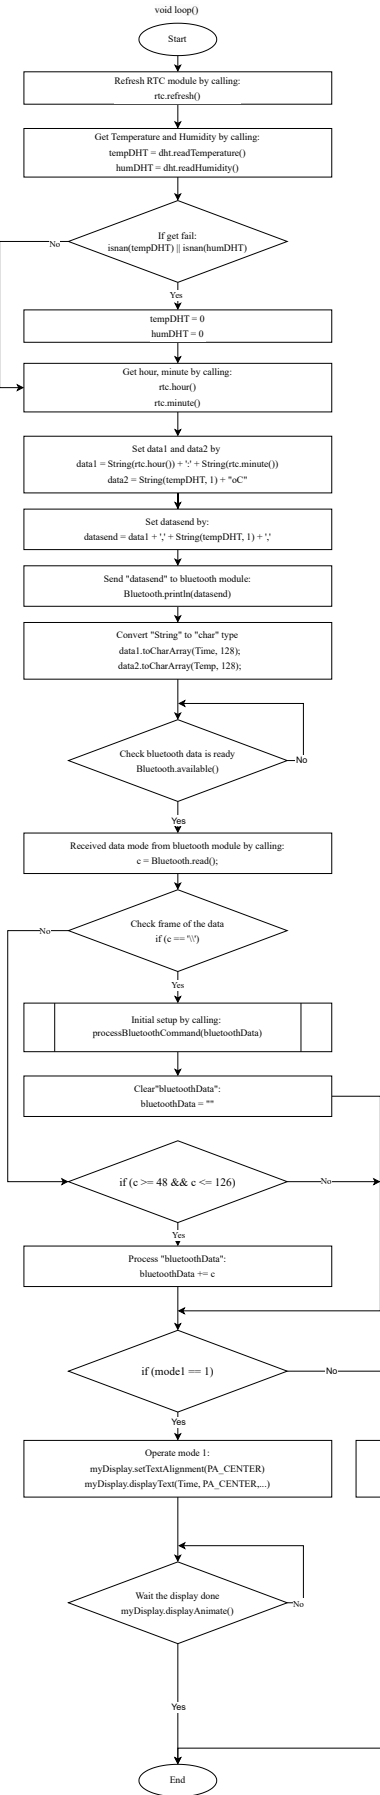 void loop()
Start
Refresh RTC module by calling:
rtc.refresh()
Get Temperature and Humidity by calling:
tempDHT = dht.readTemperature()
humDHT = dht.readHumidity()
If get fail:
isnan(tempDHT) || isnan(humDHT)
No
Yes
tempDHT = 0
humDHT = 0
Get hour, minute by calling:
rtc.hour()
rtc.minute()
Set data1 and data2 by
data1 = String(rtc.hour()) + ':' + String(rtc.minute())
data2 = String(tempDHT, 1) + "oC"
Set datasend by:
datasend = data1 + ',' + String(tempDHT, 1) + ','
Send "datasend" to bluetooth module:
Bluetooth.println(datasend)
Convert "String" to "char" type
data1.toCharArray(Time, 128);
data2.toCharArray(Temp, 128);
Check bluetooth data is ready
Bluetooth.available()
No
Yes
Received data mode from bluetooth module by calling:
c = Bluetooth.read();
Check frame of the data
if (c == '\\')
No
Yes
Initial setup by calling:
processBluetoothCommand(bluetoothData)
Clear"bluetoothData":
bluetoothData = ""
if (c >= 48 && c <= 126)
No
Yes
Process "bluetoothData":
bluetoothData += c
if (mode1 == 1)
No
Yes
Operate mode 1:
myDisplay.setTextAlignment(PA_CENTER)
myDisplay.displayText(Time, PA_CENTER,...)
Wait the display done
myDisplay.displayAnimate()
No
Yes
End